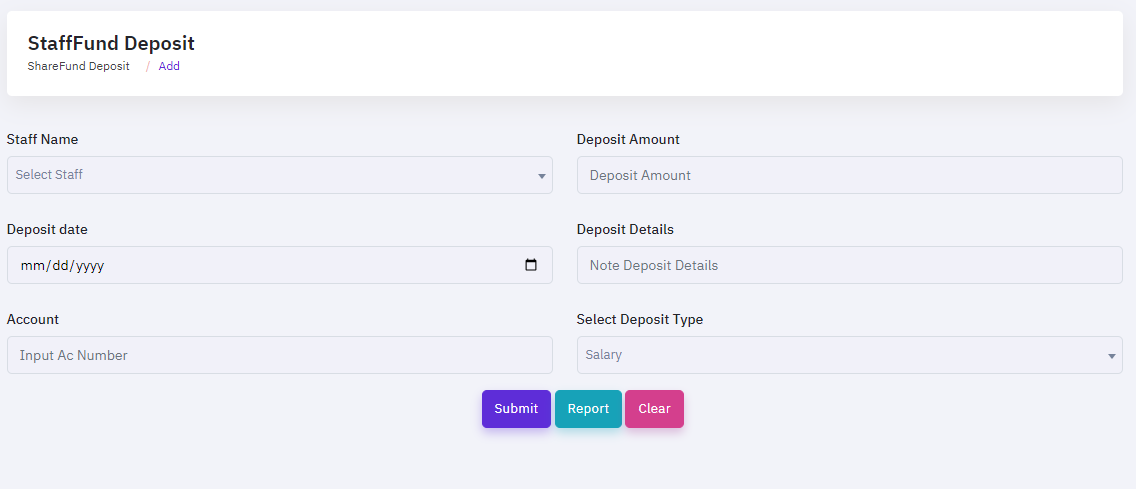 StaffFund Deposit
ShareFund Deposit / Add
Staff Name
Select Staff
Deposit Amount
Deposit Amount
Deposit date
mm/dd/yyyy
Deposit Details
Note Deposit Details
Account
Input Ac Number
Select Deposit Type
Salary
Submit Report Clear